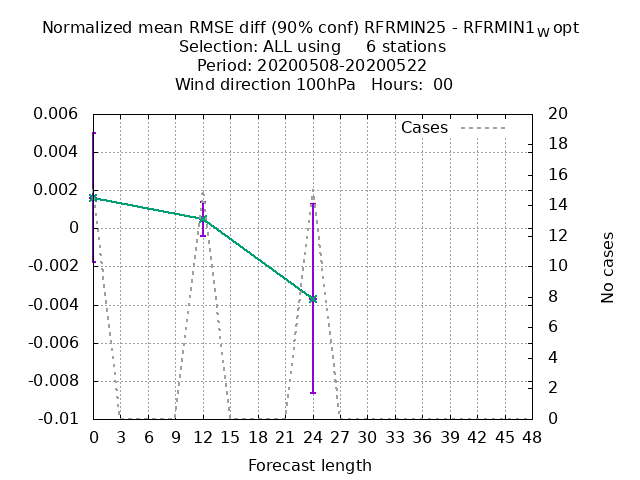 Normalized mean RMSE diff (90% conf) RFRMIN25 - RFRMIN1w opt
Selection: ALL using     6 stations
Period: 20200508-20200522
Wind direction 100hPa   Hours:  00
Cases
0.006
0.004
0.002
0
-0.002
-0.004
-0.006
-0.008
-0.01
20
18
16
14
12
10
8
6
4
2
0
No cases
0 3 6 9 12 15 18 21 24 27 30 33 36 39 42 45 48
Forecast length